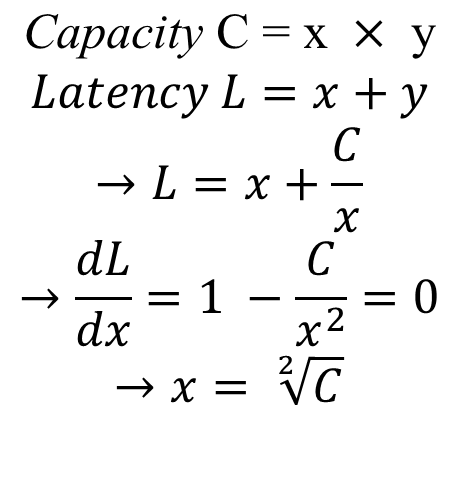 Capacity C = x × y
Latency L = x + y
→ L = x + C/x
→ dL/dx = 1 − C/x² = 0
→ x = ²√C